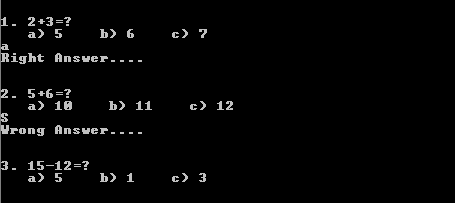 1. 2+3=?
a) 5 b) 6 c) 7
a
Right Answer....
2. 5+6=?
a) 10 b) 11 c) 12
S
Wrong Answer....
3. 15-12=?
a) 5 b) 1 c) 3